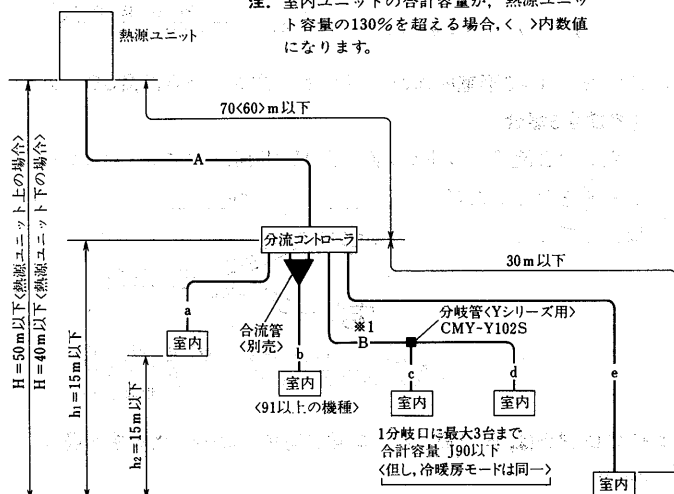 注. 室内ユニットの合計容量が, 熱源ユニッ
ト容量の130%を超える場合,< >内数値
になります。
熱源ユニット
70<60>m以下
A
分流コントローラ
30m以下
H=50m以下<熱源ユニット上の場合>
H=40m以下<熱源ユニット下の場合>
h1=15m以下
h2=15m以下
a
室内
合流管
<別売>
b
室内
<91以上の機種>
※1
B
分岐管<Yシリーズ用>
CMY-Y102S
c
室内
d
室内
e
室内
1分岐口に最大3台まで
合計容量 J90以下
<但し,冷暖房モードは同一>